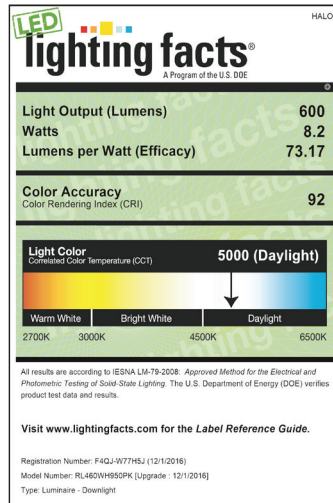 HALO
LED
lighting facts®
A Program of the U.S. DOE
Light Output (Lumens) 600
Watts 8.2
Lumens per Watt (Efficacy) 73.17
Color Accuracy
Color Rendering Index (CRI) 92
Light Color
Correlated Color Temperature (CCT) 5000 (Daylight)
Warm White Bright White Daylight
2700K 3000K 4500K 6500K
All results are according to IESNA LM-79-2008: Approved Method for the Electrical and
Photometric Testing of Solid-State Lighting. The U.S. Department of Energy (DOE) verifies
product test data and results.
Visit www.lightingfacts.com for the Label Reference Guide.
Registration Number: F4QJ-W77H5J (12/1/2016)
Model Number: RL460WH950PK [Upgrade : 12/1/2016]
Type: Luminaire - Downlight